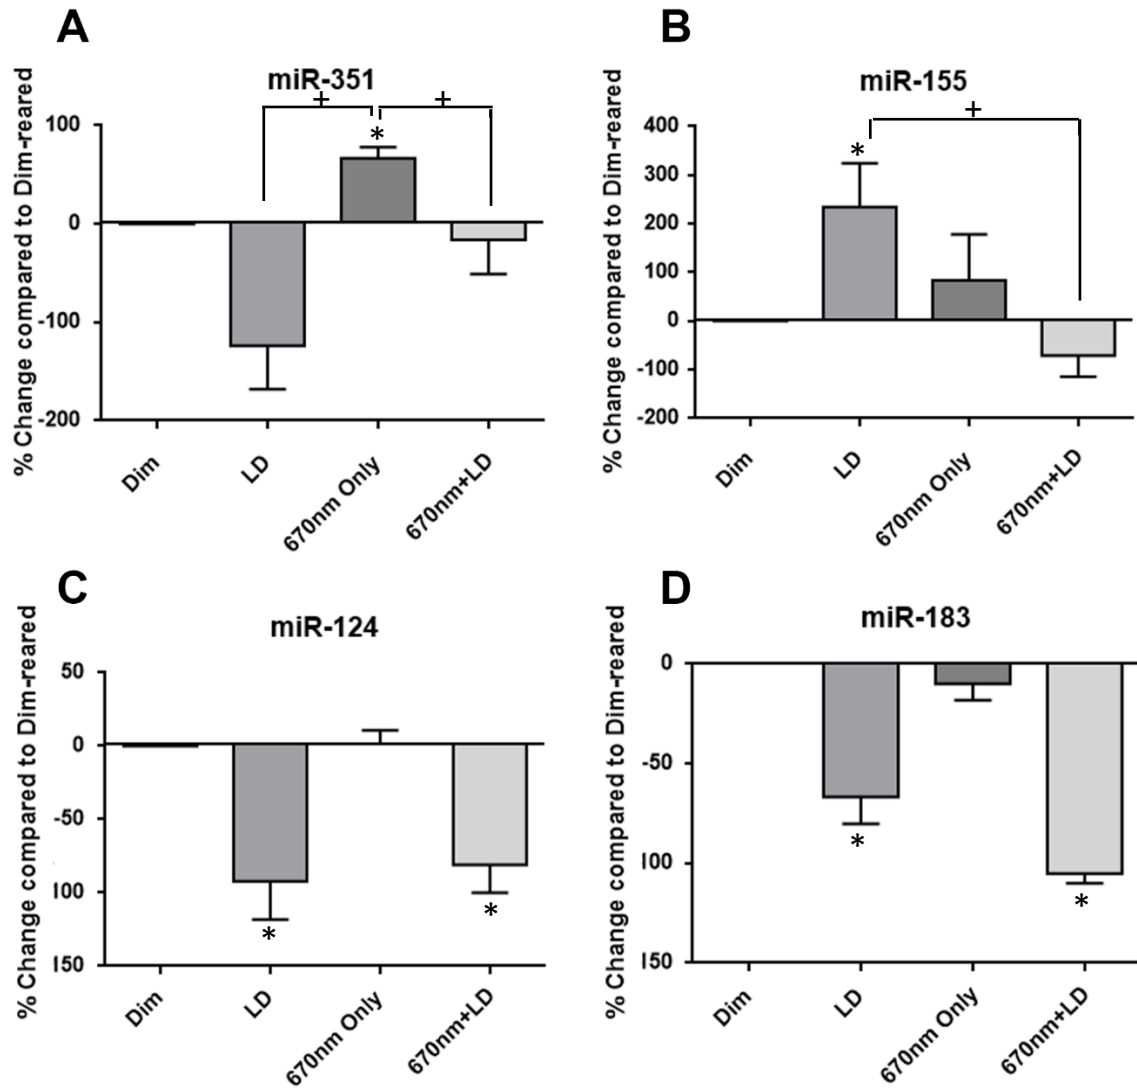 A
miR-351
% Change compared to Dim-reared
+
+
*
100
0
-100
-200
Dim
LD
670nm Only
670nm+LD
B
miR-155
% Change compared to Dim-reared
+
*
400
300
200
100
0
-100
-200
Dim
LD
670nm Only
670nm+LD
C
miR-124
% Change compared to Dim-reared
50
0
-50
100
150
*
*
Dim
LD
670nm Only
670nm+LD
D
miR-183
% Change compared to Dim-reared
0
-50
100
150
*
*
Dim
LD
670nm Only
670nm+LD